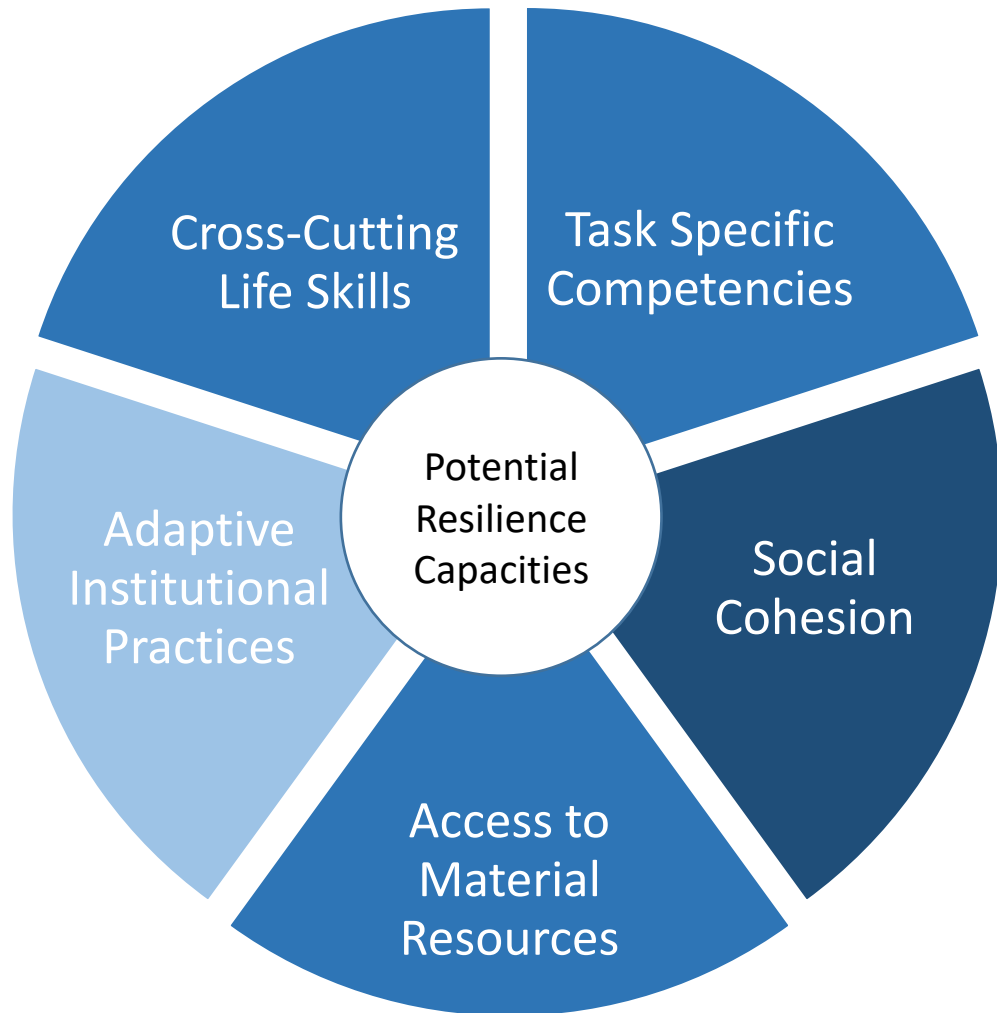 Cross-Cutting
Life Skills
Task Specific
Competencies
Potential
Resilience
Capacities
Adaptive
Institutional
Practices
Social
Cohesion
Access to
Material
Resources